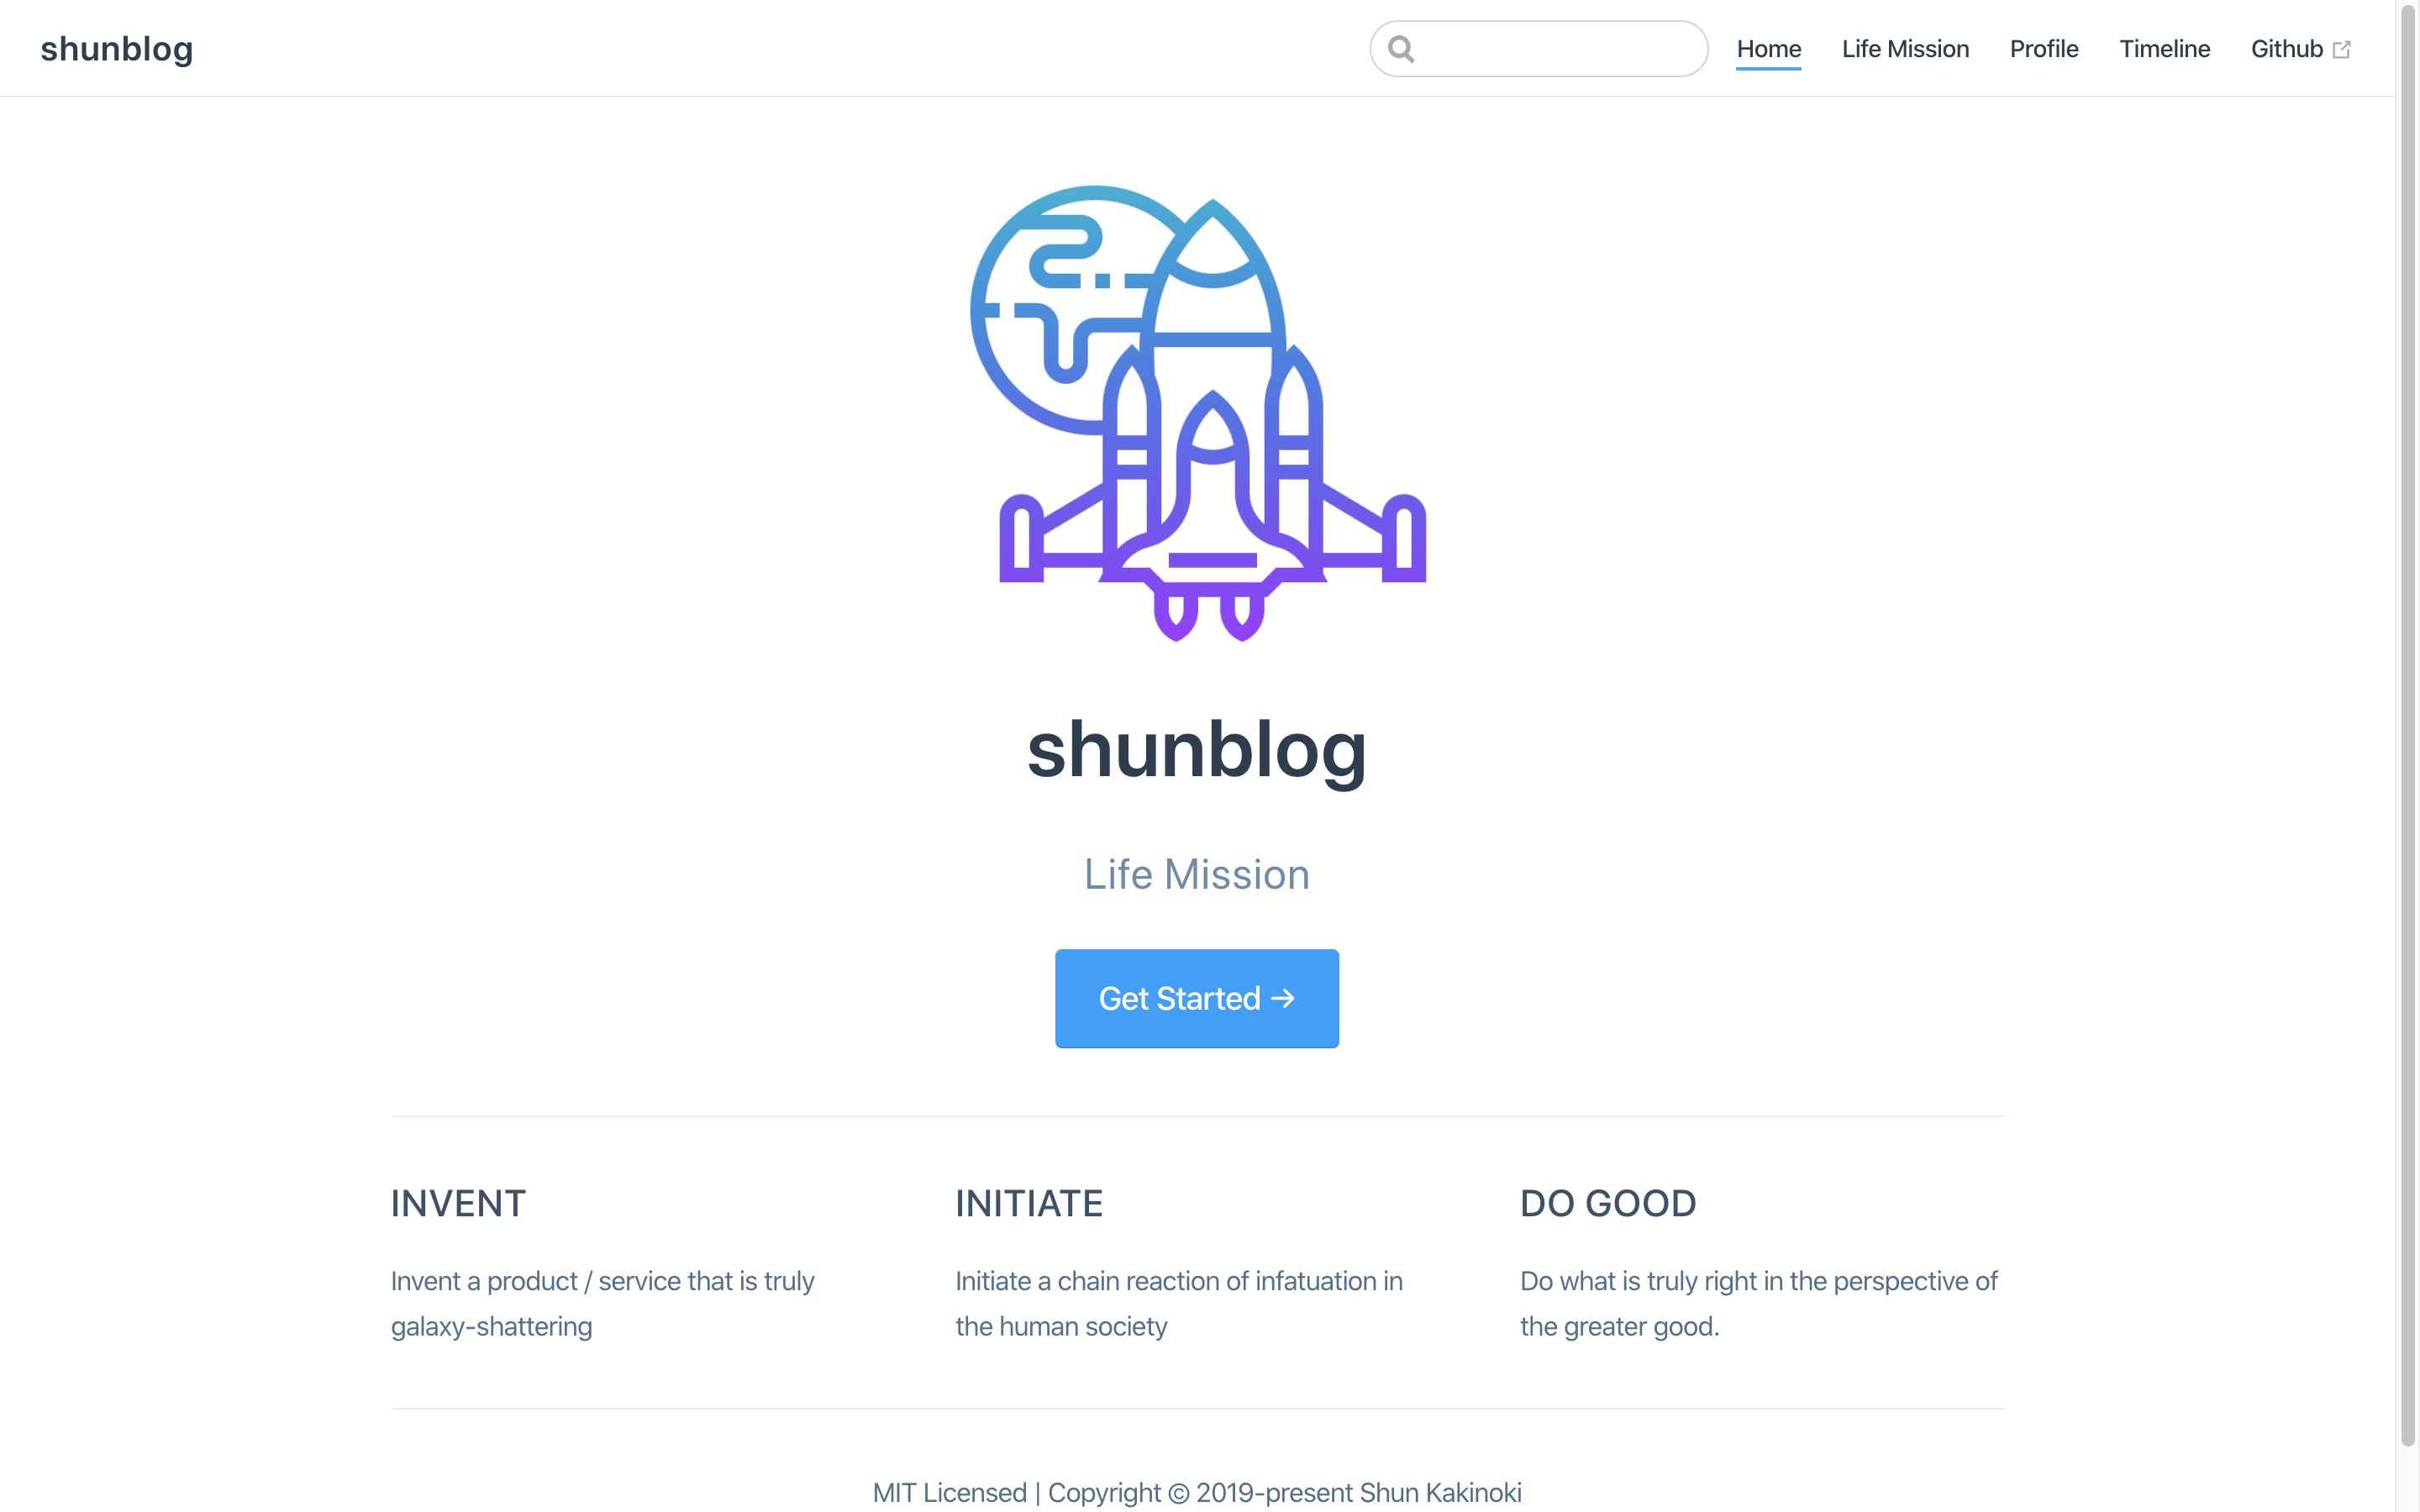 shunblog
Home
Life Mission
Profile
Timeline
Github
shunblog
Life Mission
Get Started →
INVENT
Invent a product / service that is truly
galaxy-shattering
INITIATE
Initiate a chain reaction of infatuation in
the human society
DO GOOD
Do what is truly right in the perspective of
the greater good.
MIT Licensed | Copyright © 2019-present Shun Kakinoki